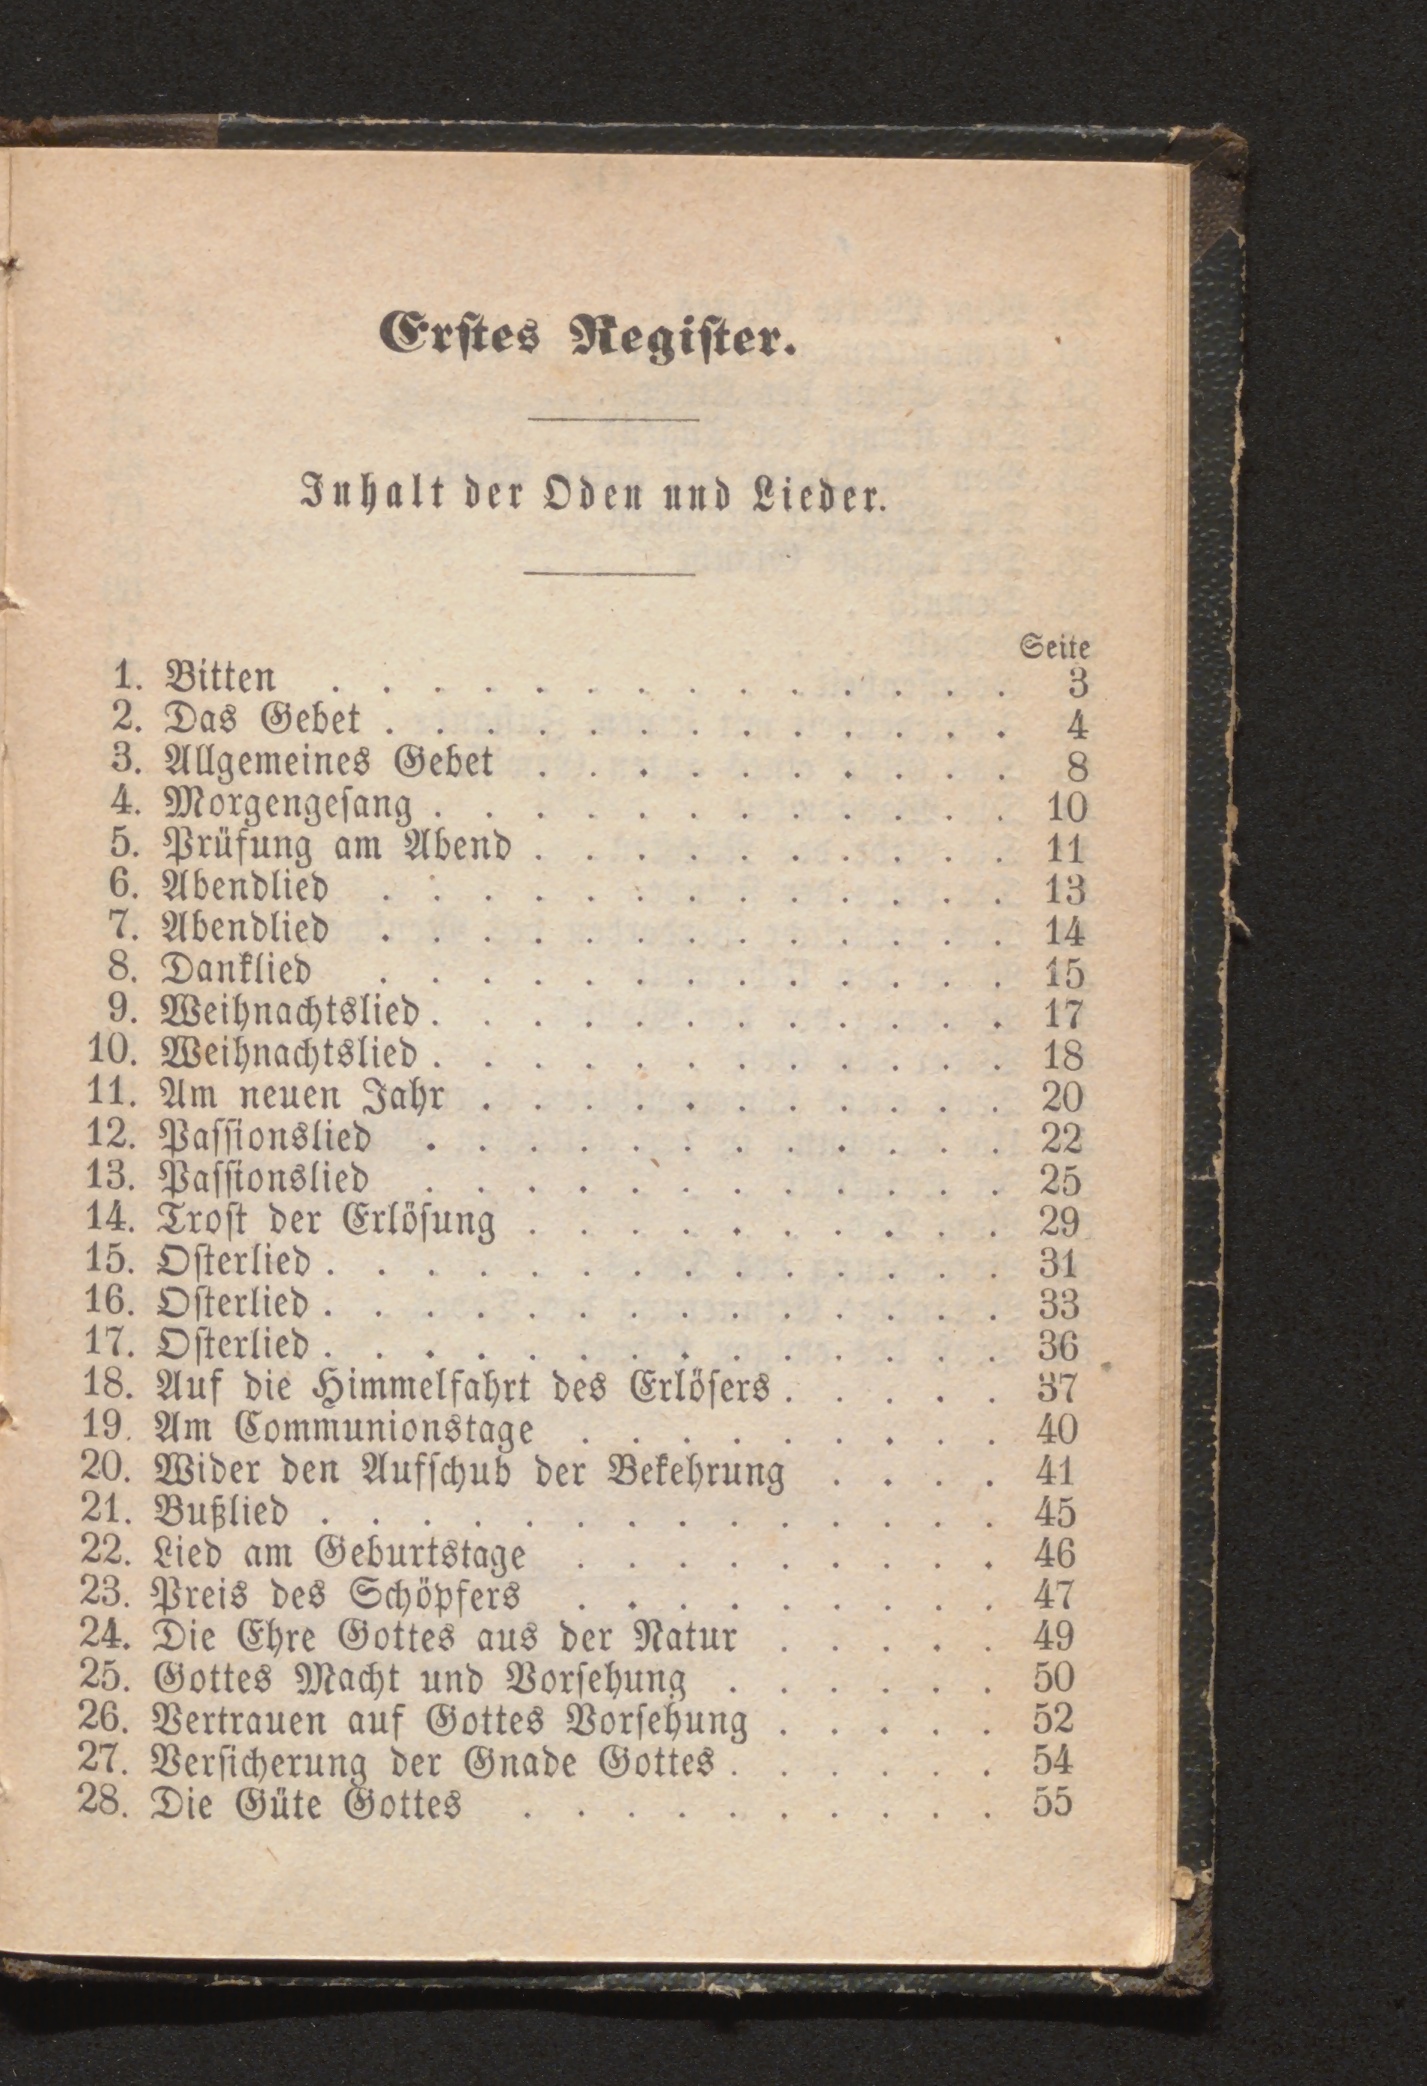 Erſtes Regiſter.
Inhalt der Oden und Lieder.
Seite
1. Bitten . . . . . . . . . . . . . . 3
2. Das Gebet . . . . . . . . . . . . . 4
3. Allgemeines Gebet . . . . . . . . . . 8
4. Morgengeſang . . . . . . . . . . . . 10
5. Prüfung am Abend . . . . . . . . . . 11
6. Abendlied . . . . . . . . . . . . . 13
7. Abendlied . . . . . . . . . . . . . 14
8. Danklied . . . . . . . . . . . . . 15
9. Weihnachtslied . . . . . . . . . . . . 17
10. Weihnachtslied . . . . . . . . . . . . 18
11. Am neuen Jahr . . . . . . . . . . . 20
12. Paſſionslied . . . . . . . . . . . . 22
13. Paſſionslied . . . . . . . . . . . . 25
14. Troſt der Erlöſung . . . . . . . . . . 29
15. Oſterlied . . . . . . . . . . . . . . 31
16. Oſterlied . . . . . . . . . . . . . . 33
17. Oſterlied . . . . . . . . . . . . . . 36
18. Auf die Himmelfahrt des Erlöſers . . . . . 37
19. Am Communionstage . . . . . . . . . 40
20. Wider den Aufſchub der Bekehrung . . . . 41
21. Bußlied . . . . . . . . . . . . . . 45
22. Lied am Geburtstage . . . . . . . . . 46
23. Preis des Schöpfers . . . . . . . . . 47
24. Die Ehre Gottes aus der Natur . . . . . 49
25. Gottes Macht und Vorſehung . . . . . . 50
26. Vertrauen auf Gottes Vorſehung . . . . . 52
27. Verſicherung der Gnade Gottes . . . . . . 54
28. Die Güte Gottes . . . . . . . . . . 55